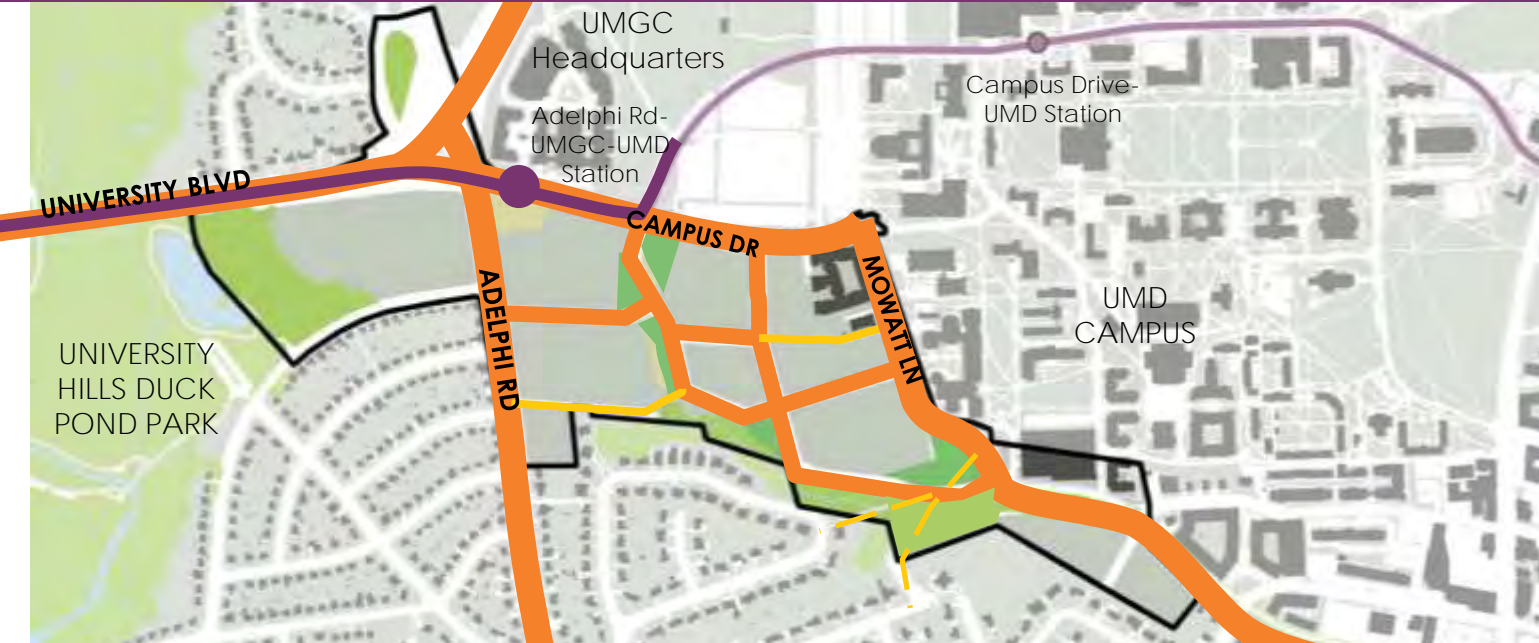 UMGC
Headquarters
Adelphi Rd-
UMGC-UMD
Station
Campus Drive-
UMD Station
UNIVERSITY BLVD
CAMPUS DR
ADELPHI RD
MOWATT LN
UMD
CAMPUS
UNIVERSITY
HILLS DUCK
POND PARK